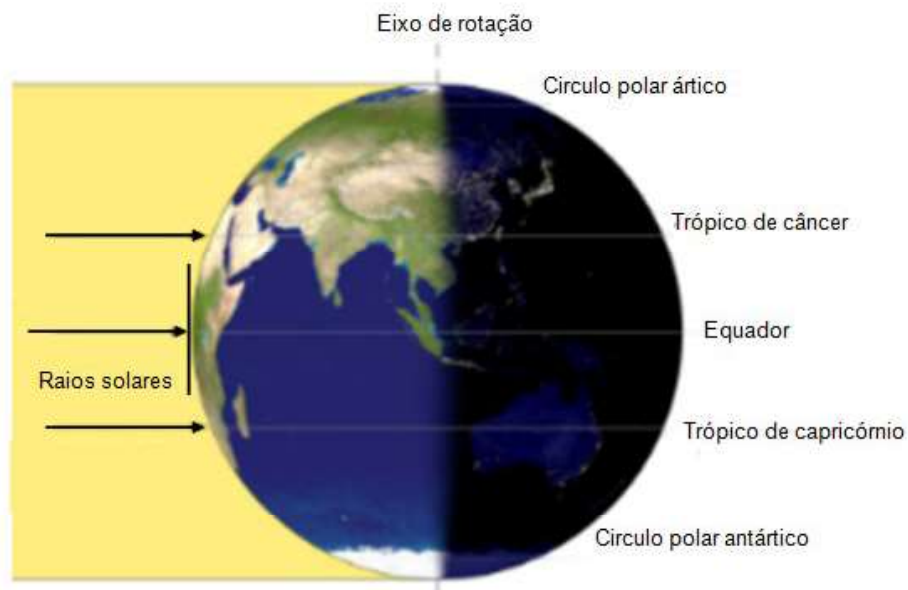 Eixo de rotação
Circulo polar ártico
Trópico de câncer
Equador
Raios solares
Trópico de capricórnio
Circulo polar antártico